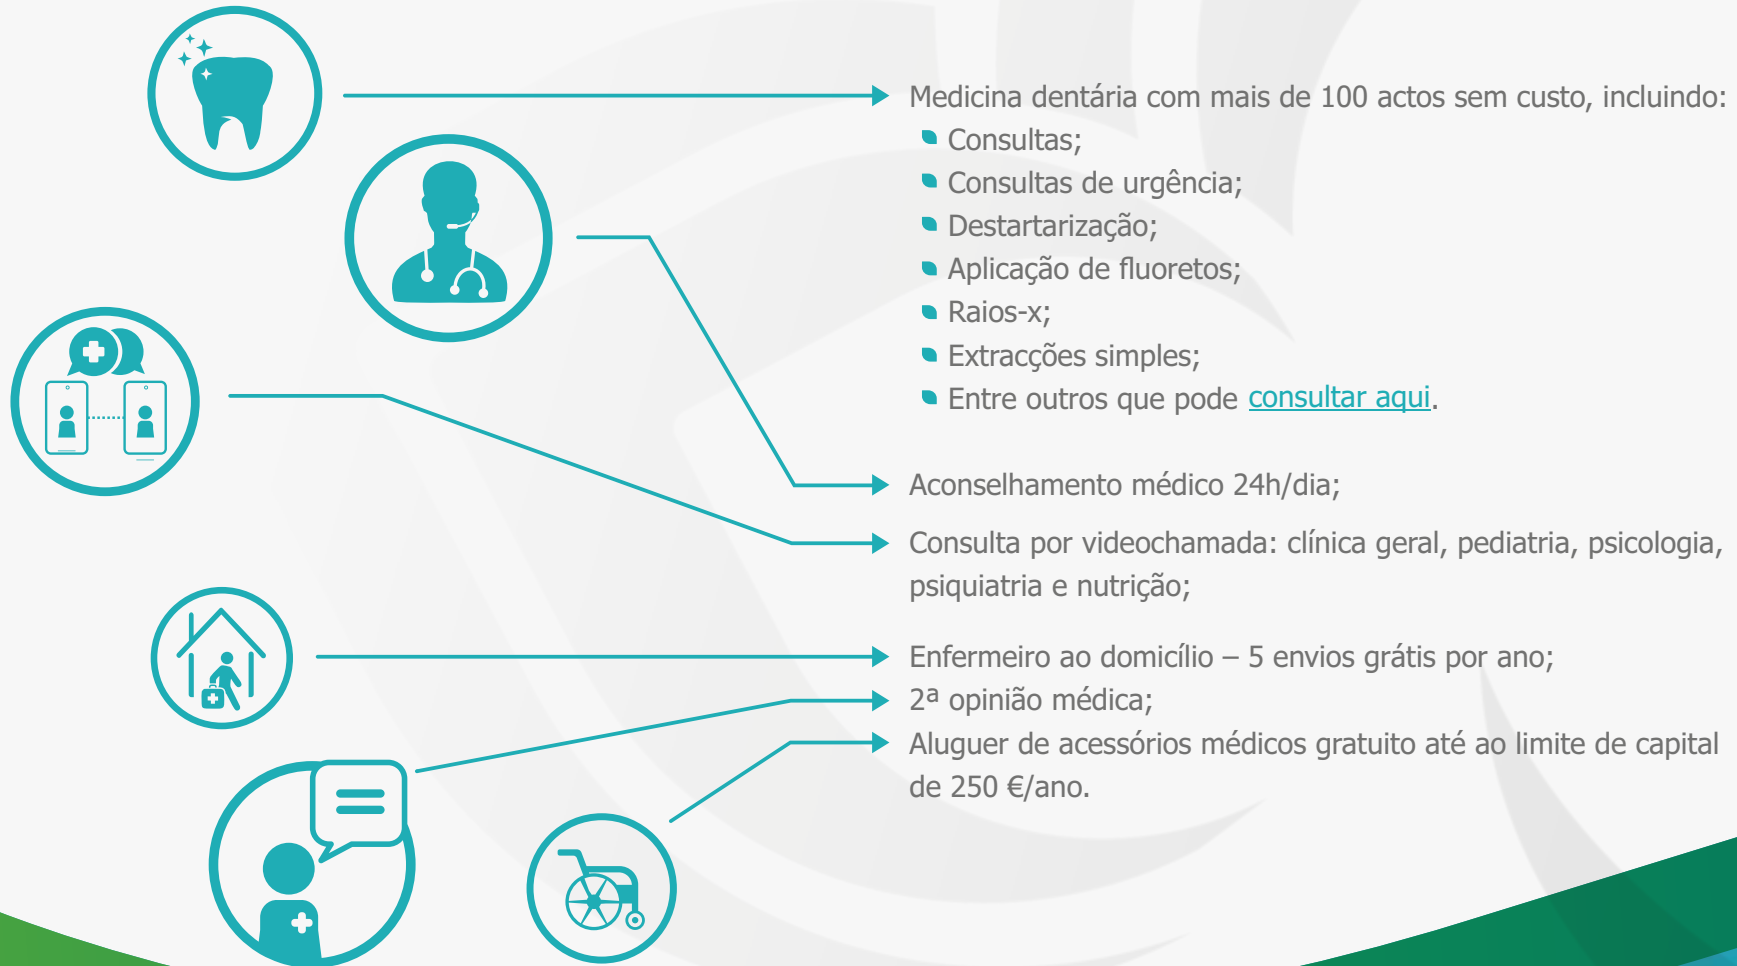 Medicina dentária com mais de 100 actos sem custo, incluindo:
Consultas;
Consultas de urgência;
Destartarização;
Aplicação de fluoretos;
Raios-x;
Extracções simples;
Entre outros que pode consultar aqui.
Aconselhamento médico 24h/dia;
Consulta por videochamada: clínica geral, pediatria, psicologia,
psiquiatria e nutrição;
Enfermeiro ao domicílio – 5 envios grátis por ano;
2ª opinião médica;
Aluguer de acessórios médicos gratuito até ao limite de capital
de 250 €/ano.